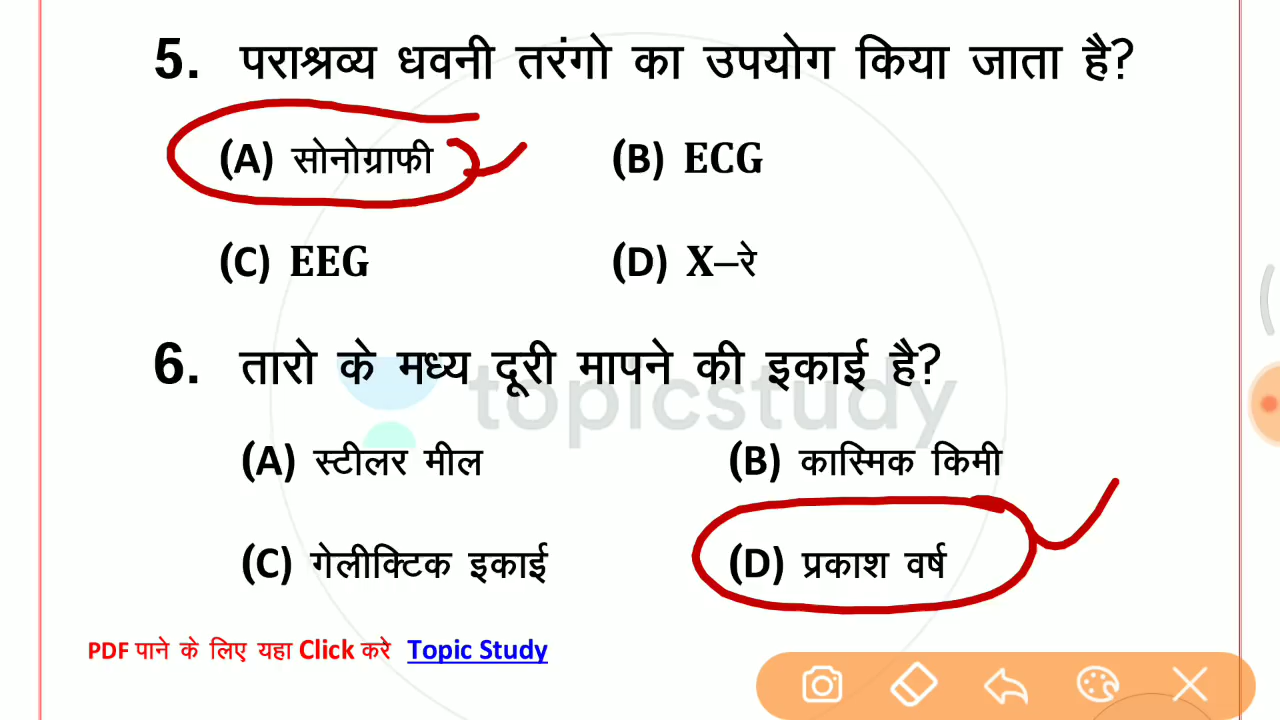 5. पराश्रव्य धवनी तरंगो का उपयोग किया जाता है?
(A) सोनोग्राफी (B) ECG
(C) EEG (D) X–रे
6. तारो के मध्य दूरी मापने की इकाई है?
topicstudy
(A) स्टीलर मील (B) कास्मिक किमी
(C) गेलीक्टिक इकाई (D) प्रकाश वर्ष
PDF पाने के लिए यहा Click करे Topic Study